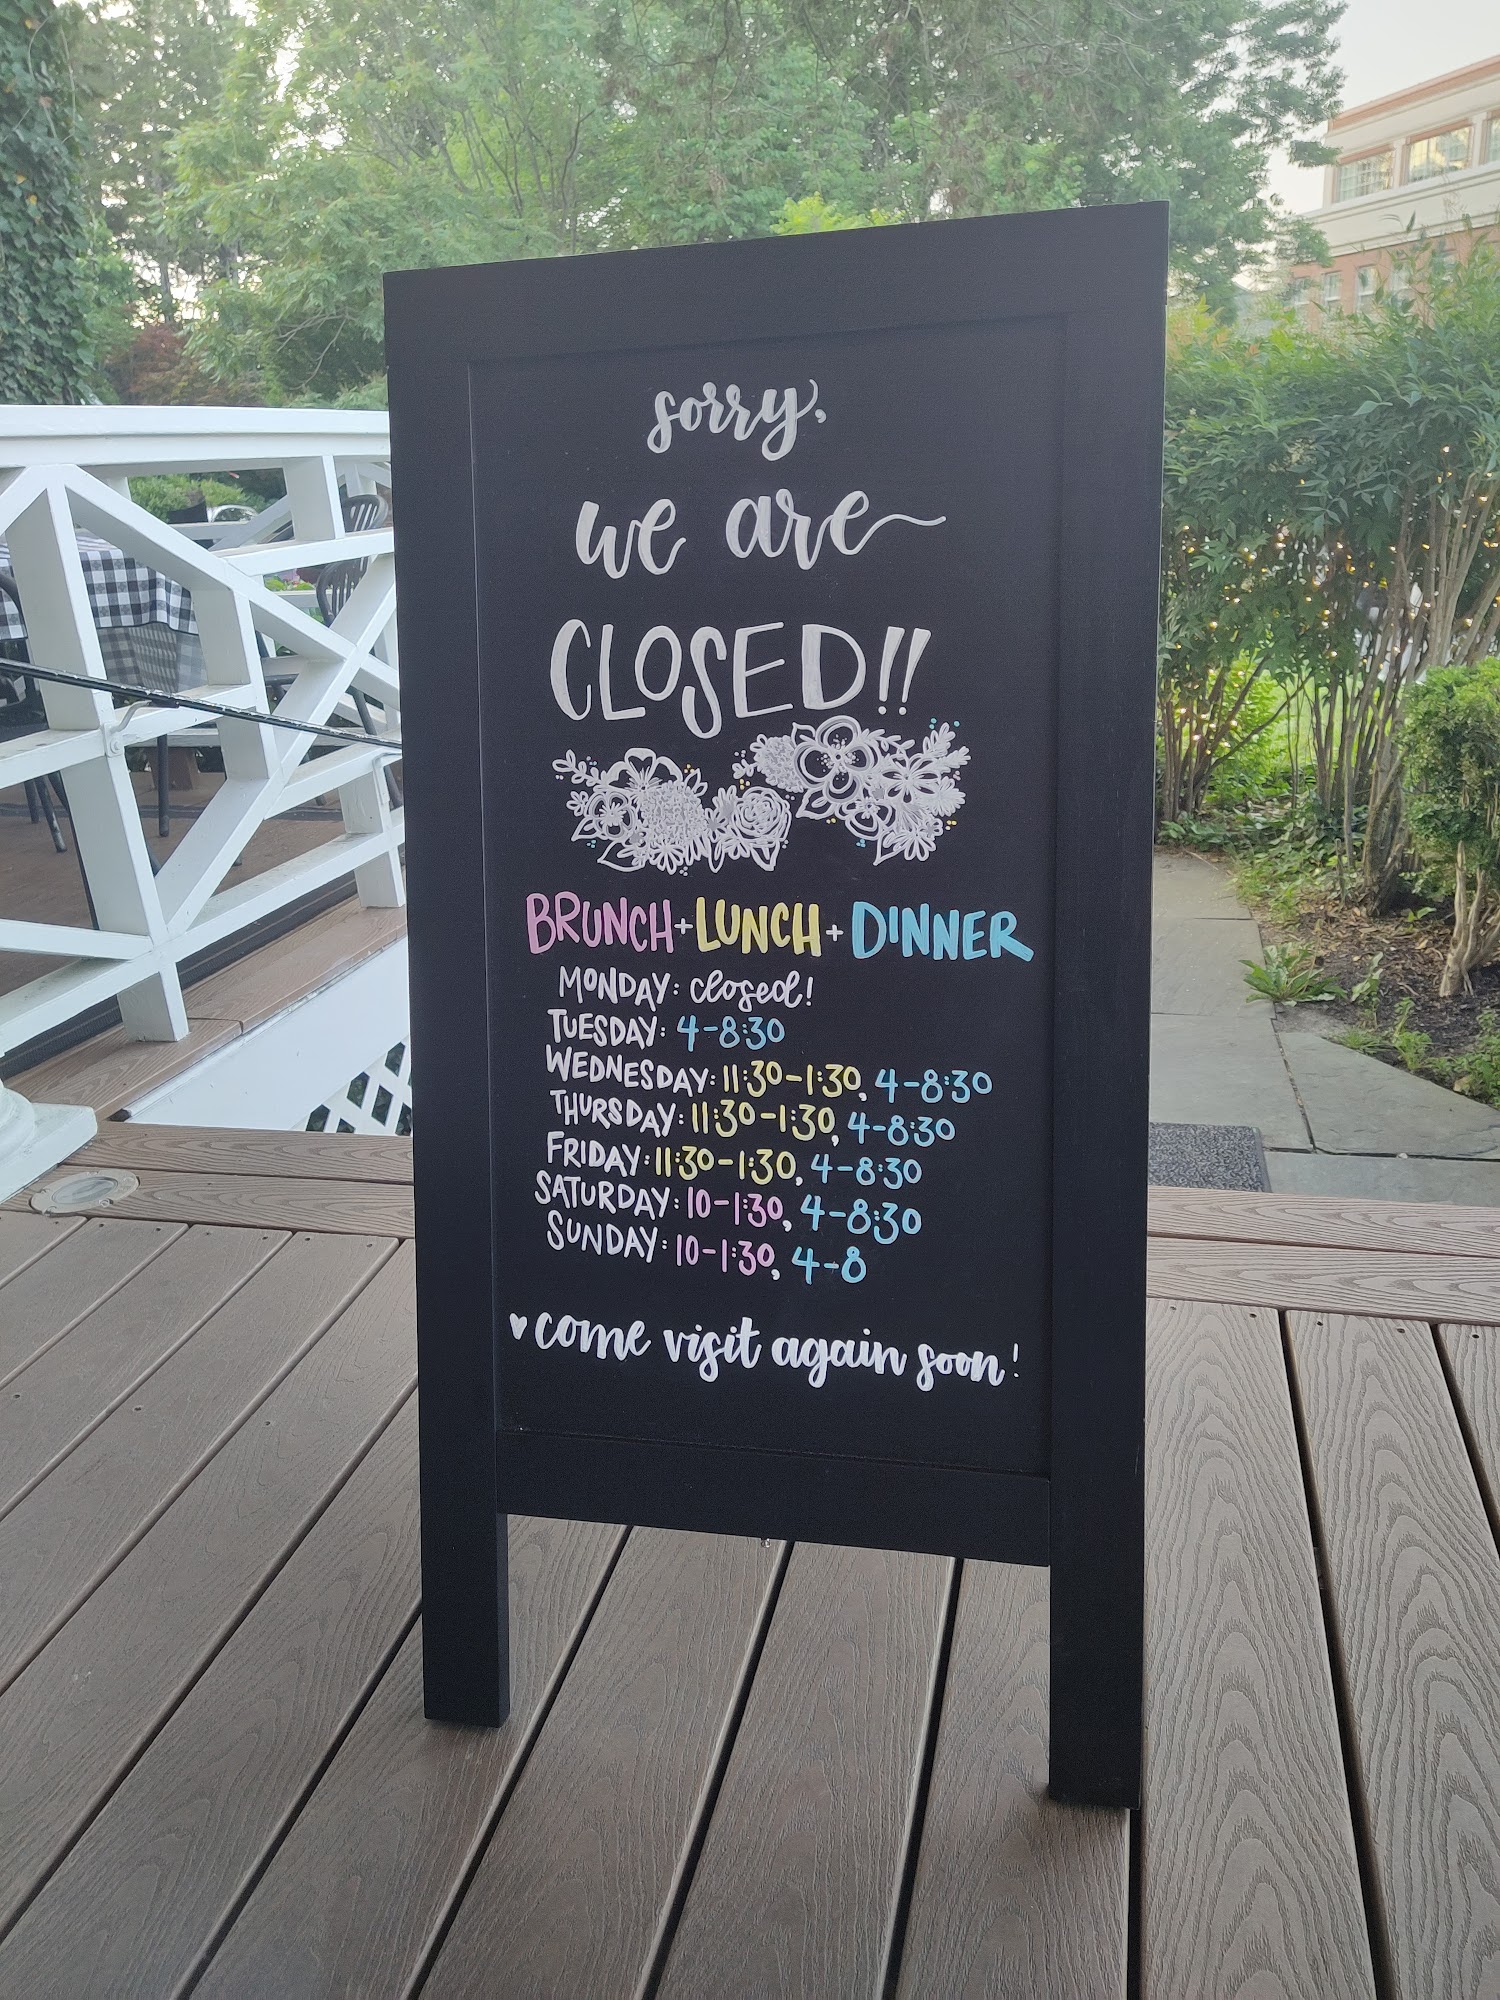 sorry,
we are
CLOSED!!
BRUNCH+LUNCH+DINNER
MONDAY: closed!
TUESDAY: 4-8:30
WEDNESDAY: 11:30-1:30, 4-8:30
THURSDAY: 11:30-1:30, 4-8:30
FRIDAY: 11:30-1:30, 4-8:30
SATURDAY: 10-1:30, 4-8:30
SUNDAY: 10-1:30, 4-8
♥ come visit again soon!